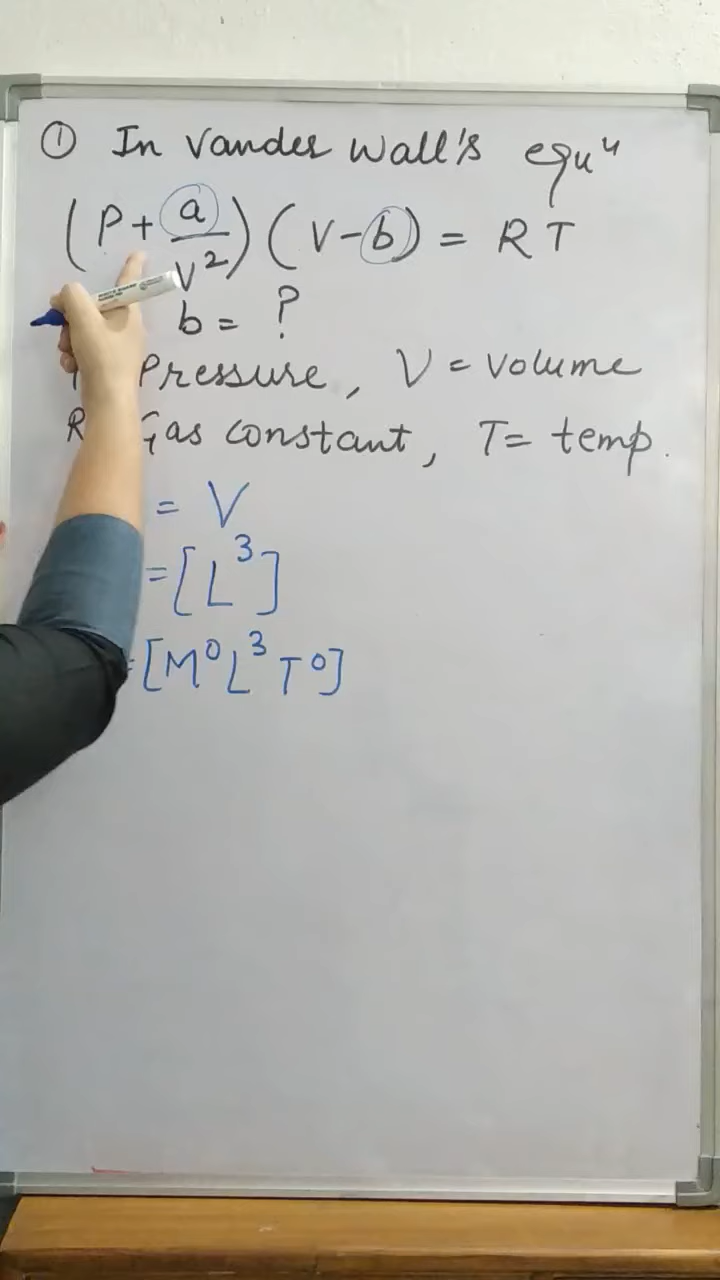 ① In Vander Wall's equⁿ
(P + a/V²) (V - b) = RT
b = ?
Pressure, V = volume
R Gas constant, T = temp.
= V
= [L³]
= [M⁰L³T⁰]